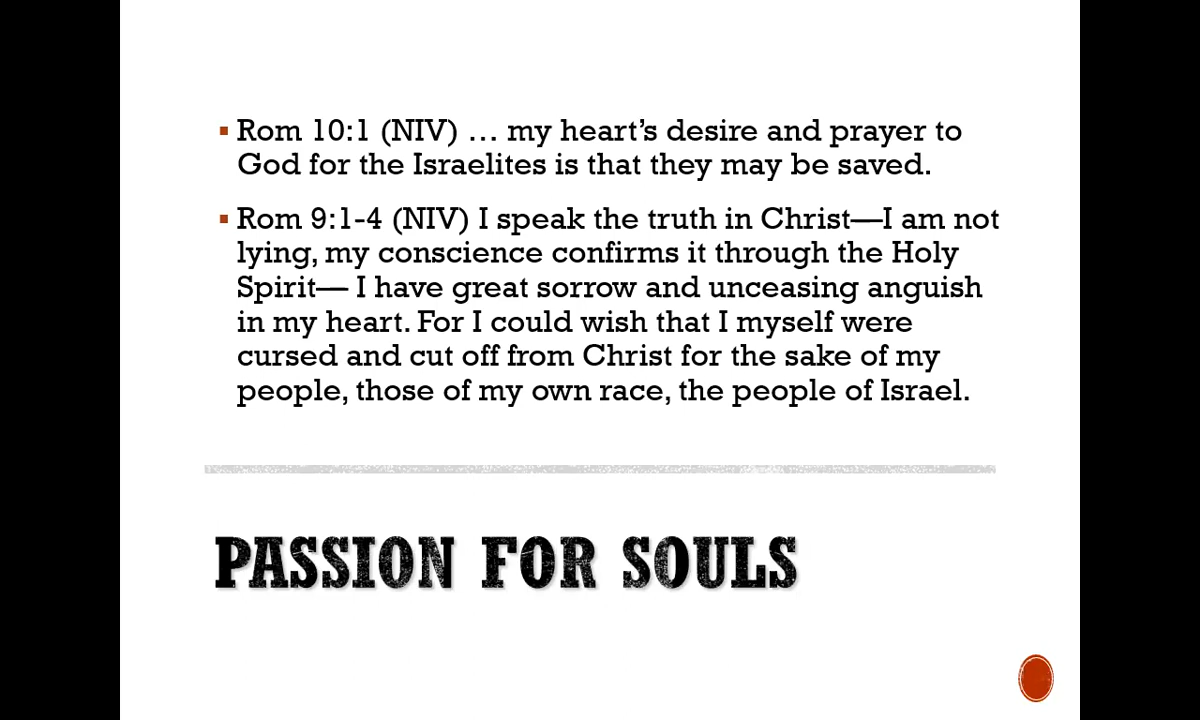 ▪ Rom 10:1 (NIV) … my heart’s desire and prayer to
God for the Israelites is that they may be saved.
▪ Rom 9:1-4 (NIV) I speak the truth in Christ—I am not
lying, my conscience confirms it through the Holy
Spirit— I have great sorrow and unceasing anguish
in my heart. For I could wish that I myself were
cursed and cut off from Christ for the sake of my
people, those of my own race, the people of Israel.
PASSION FOR SOULS